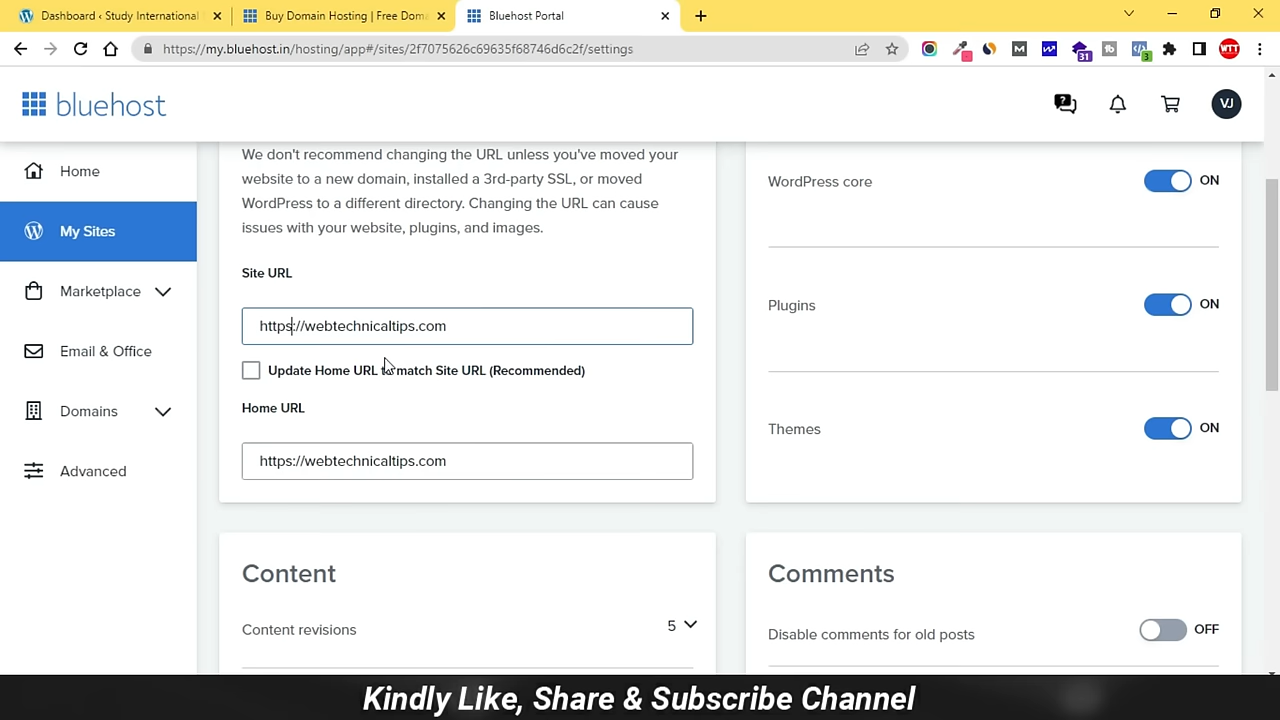 Dashboard ‹ Study International
Buy Domain Hosting | Free Dom
Bluehost Portal
https://my.bluehost.in/hosting/app#/sites/2f7075626c69635f68746d6c2f/settings
31
3
WTT
bluehost
VJ
Home
My Sites
Marketplace
Email & Office
Domains
Advanced
We don't recommend changing the URL unless you've moved your
website to a new domain, installed a 3rd-party SSL, or moved
WordPress to a different directory. Changing the URL can cause
issues with your website, plugins, and images.
Site URL
https://webtechnicaltips.com
Update Home URL to match Site URL (Recommended)
Home URL
https://webtechnicaltips.com
WordPress core
ON
Plugins
ON
Themes
ON
Content
Content revisions
5
Comments
Disable comments for old posts
OFF
Kindly Like, Share & Subscribe Channel